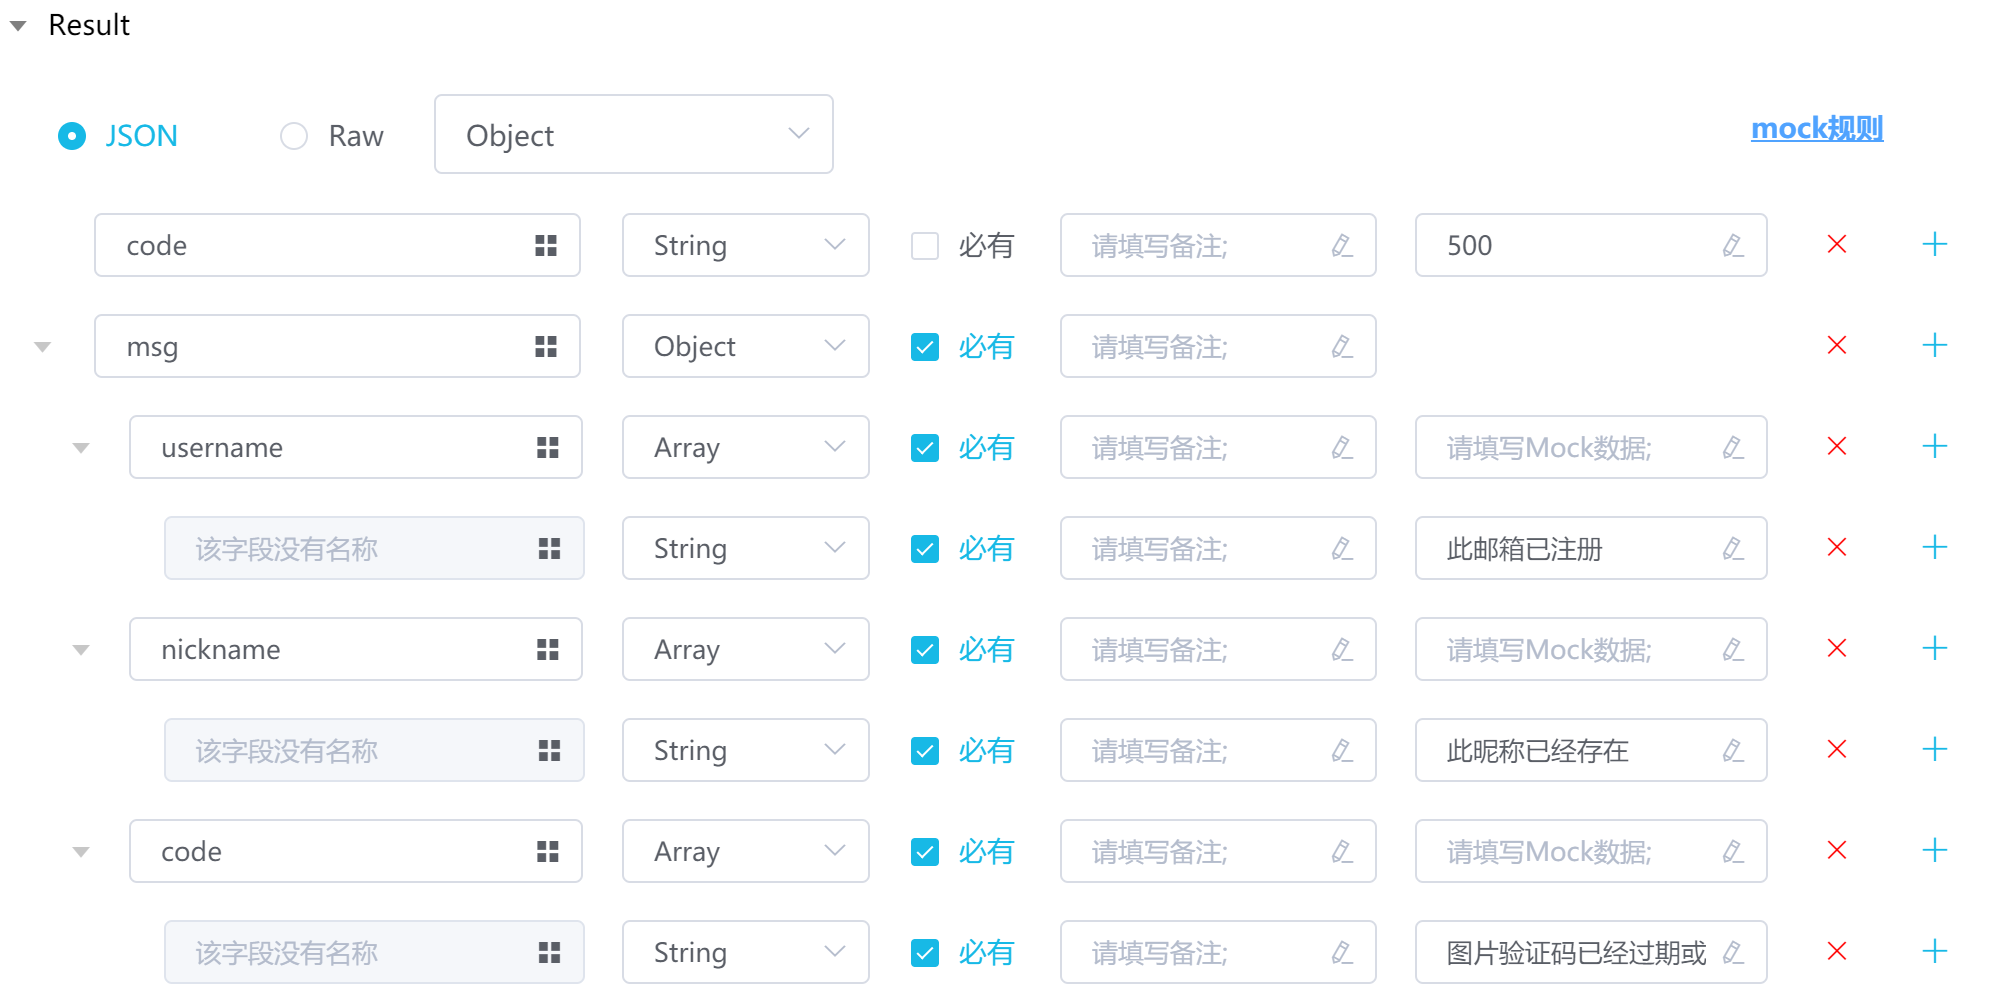 Result
JSON Raw Object mock规则
code String 必有 请填写备注; 500
msg Object 必有 请填写备注;
username Array 必有 请填写备注; 请填写Mock数据;
该字段没有名称 String 必有 请填写备注; 此邮箱已注册
nickname Array 必有 请填写备注; 请填写Mock数据;
该字段没有名称 String 必有 请填写备注; 此昵称已经存在
code Array 必有 请填写备注; 请填写Mock数据;
该字段没有名称 String 必有 请填写备注; 图片验证码已经过期或